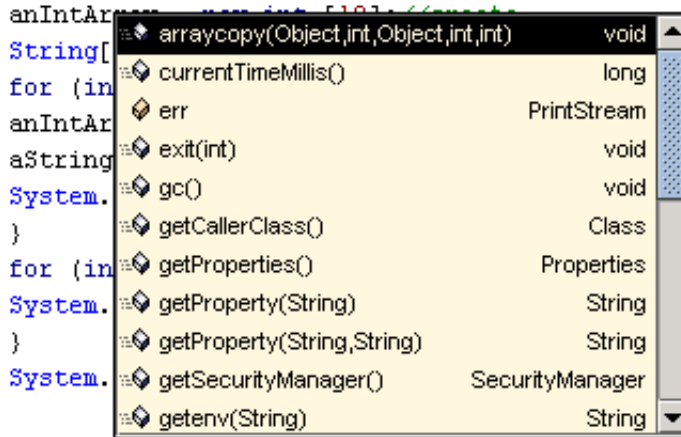 anIntAr
String[
for (in
anIntAr
aString
System.
}
for (in
System.
}
System.
arraycopy(Object,int,Object,int,int) void
currentTimeMillis() long
err PrintStream
exit(int) void
gc() void
getCallerClass() Class
getProperties() Properties
getProperty(String) String
getProperty(String,String) String
getSecurityManager() SecurityManager
getenv(String) String